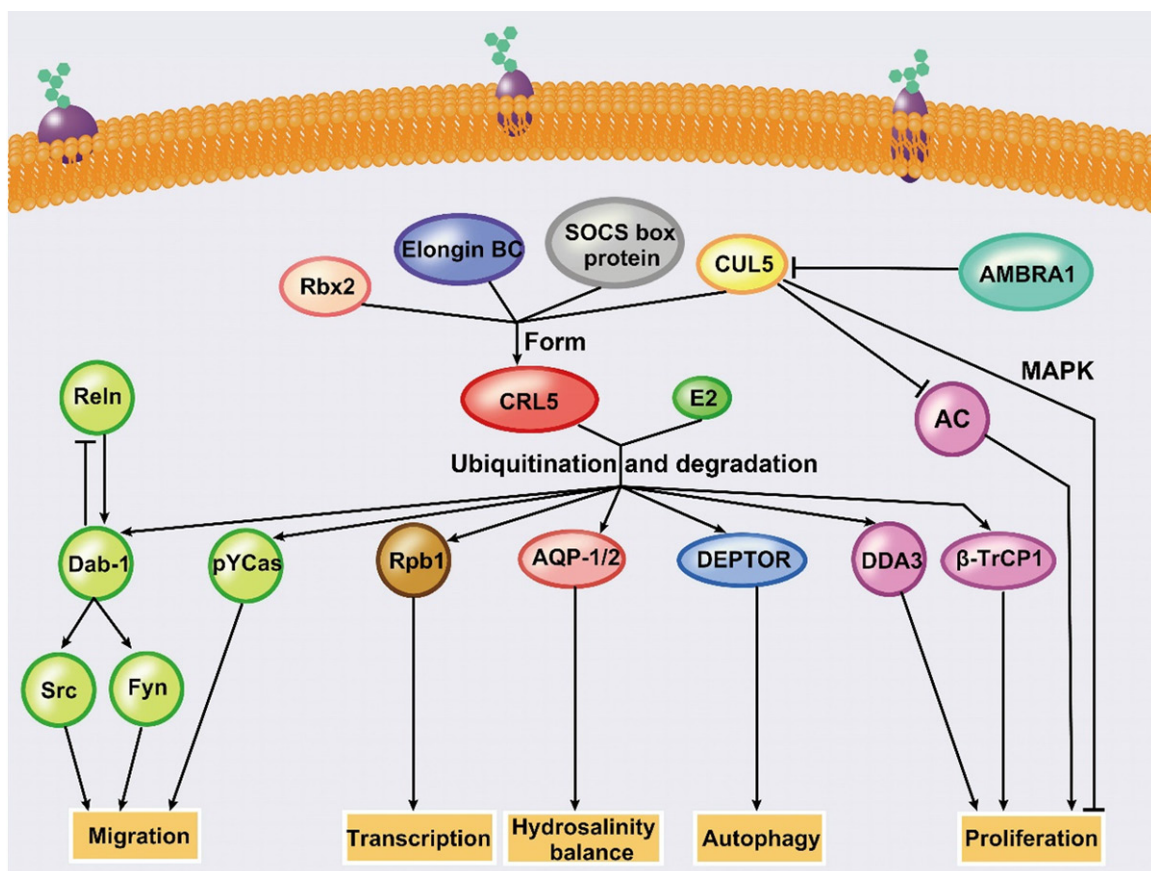 Elongin BC
SOCS box
protein
CUL5
Rbx2
AMBRA1
Form
MAPK
Reln
CRL5
E2
AC
Ubiquitination and degradation
Dab-1
pYCas
Rpb1
AQP-1/2
DEPTOR
DDA3
β-TrCP1
Src
Fyn
Migration
Transcription
Hydrosalinity
balance
Autophagy
Proliferation